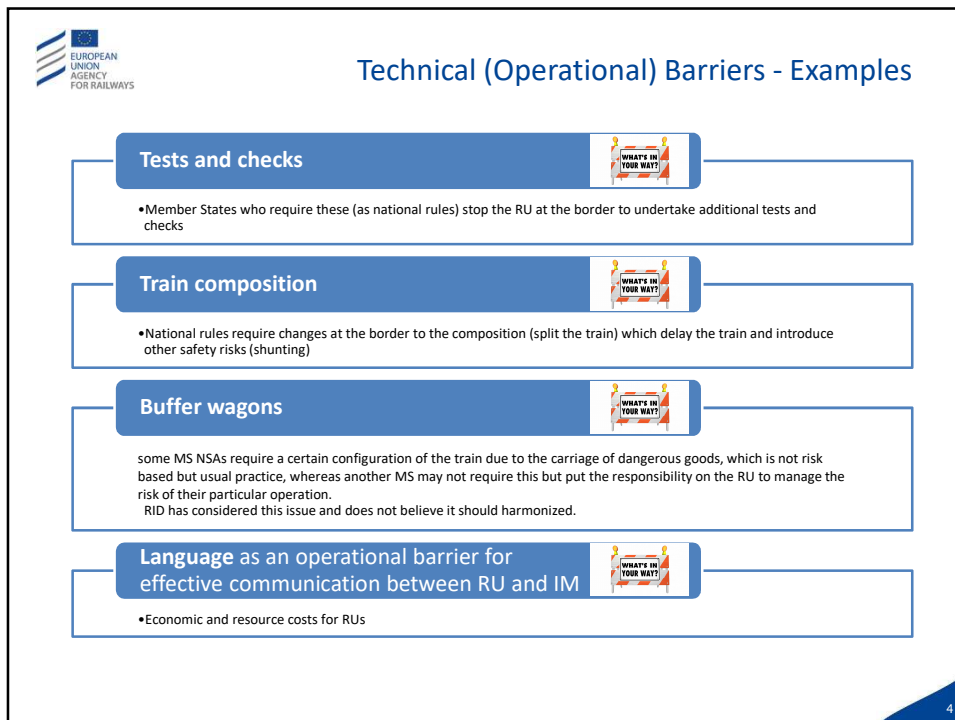 EUROPEAN
UNION
AGENCY
FOR RAILWAYS
Technical (Operational) Barriers - Examples
Tests and checks
WHAT'S IN
YOUR WAY?
•Member States who require these (as national rules) stop the RU at the border to undertake additional tests and
checks
Train composition
WHAT'S IN
YOUR WAY?
•National rules require changes at the border to the composition (split the train) which delay the train and introduce
other safety risks (shunting)
Buffer wagons
WHAT'S IN
YOUR WAY?
some MS NSAs require a certain configuration of the train due to the carriage of dangerous goods, which is not risk
based but usual practice, whereas another MS may not require this but put the responsibility on the RU to manage the
risk of their particular operation.
RID has considered this issue and does not believe it should harmonized.
Language as an operational barrier for
effective communication between RU and IM
WHAT'S IN
YOUR WAY?
•Economic and resource costs for RUs
4